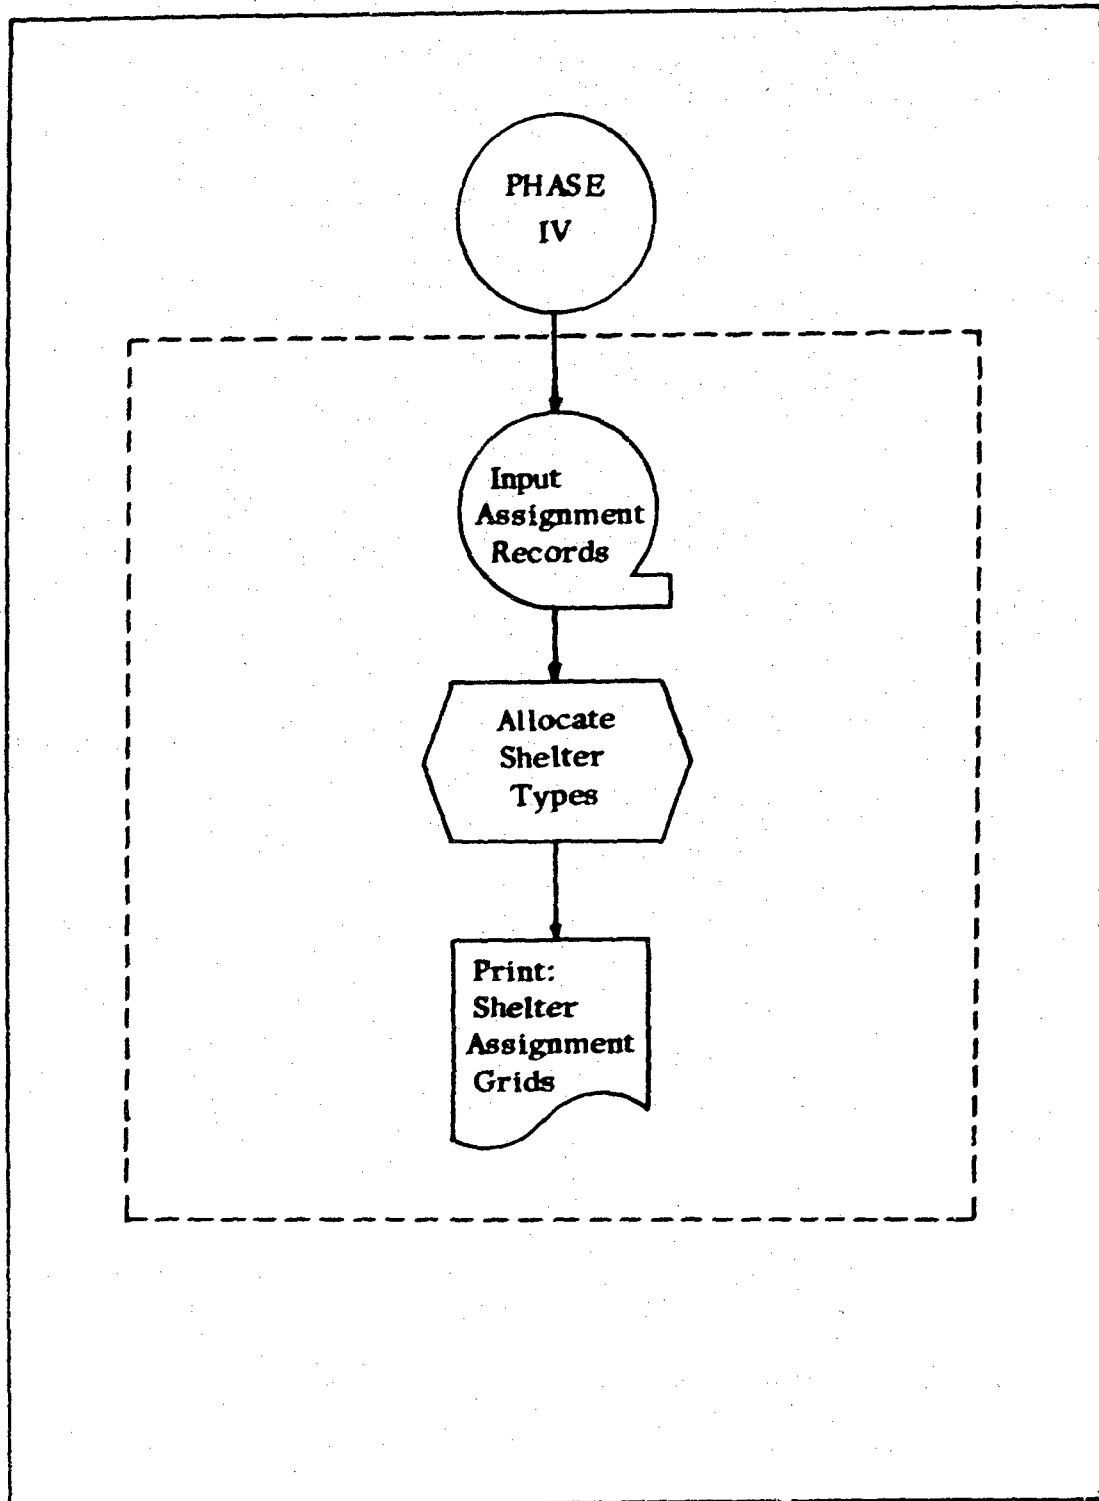 PHASE
IV
Input
Assignment
Records
Allocate
Shelter
Types
Print:
Shelter
Assignment
Grids